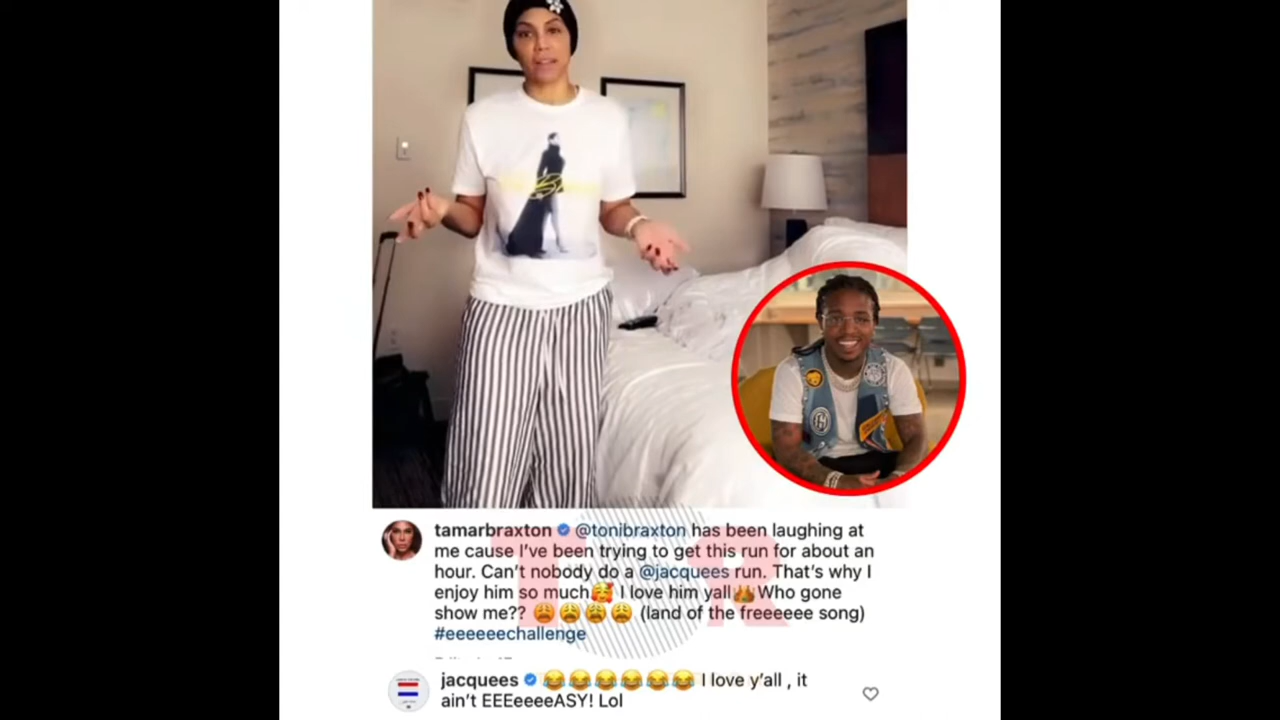 tamarbraxton @tonibraxton has been laughing at
me cause I've been trying to get this run for about an
hour. Can't nobody do a @jacquees run. That's why I
enjoy him so much🥰 I love him yall👑Who gone
show me?? 😩😩😩😩 (land of the freeeeee song)
#eeeeeechallenge
jacquees 😂😂😂😂😂😂 I love y'all , it
ain't EEEeeeeASY! Lol
TSR